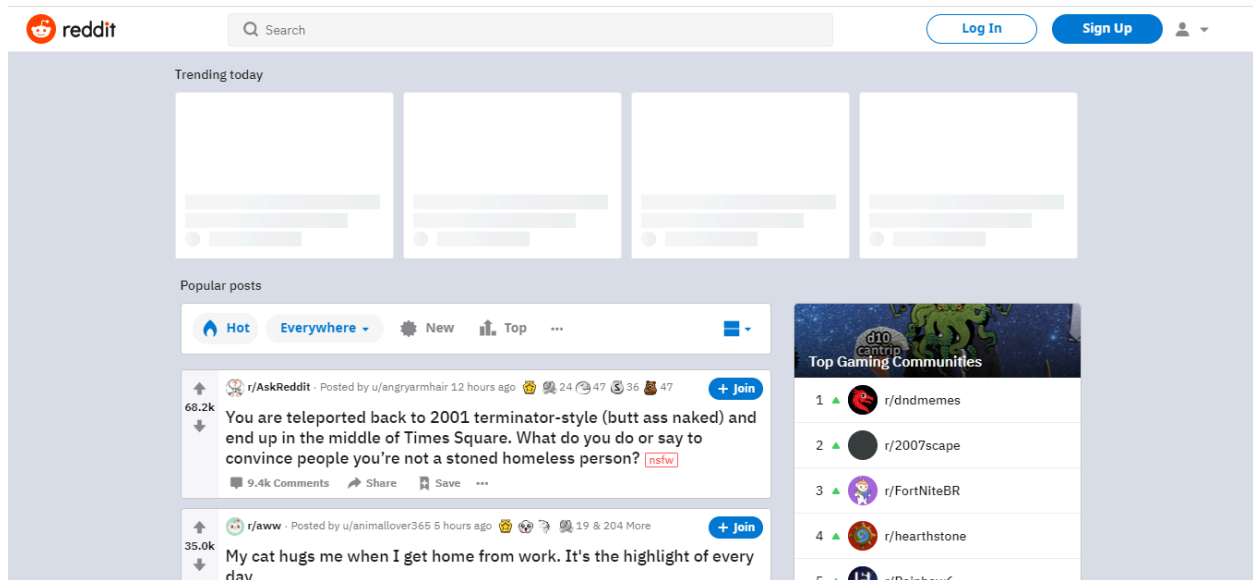 reddit
Search
Log In
Sign Up
Trending today
Popular posts
Hot
Everywhere
New
Top
d10
cantrip
Top Gaming Communities
68.2k
r/AskReddit · Posted by u/angryarmhair 12 hours ago 24 47 36 47
+ Join
You are teleported back to 2001 terminator-style (butt ass naked) and
end up in the middle of Times Square. What do you do or say to
convince people you’re not a stoned homeless person? nsfw
9.4k Comments Share Save
35.0k
r/aww · Posted by u/animallover365 5 hours ago 19 & 204 More
+ Join
My cat hugs me when I get home from work. It's the highlight of every
day
1 r/dndmemes
2 r/2007scape
3 r/FortNiteBR
4 r/hearthstone